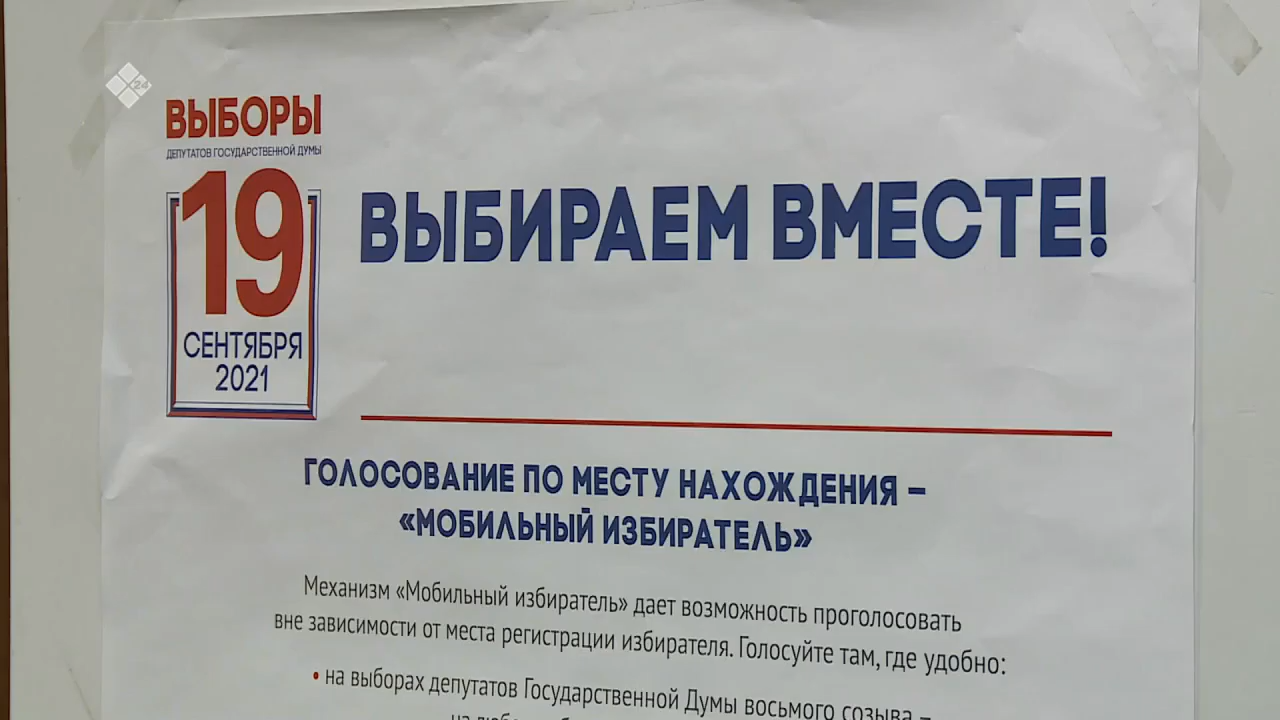 Х24
ВЫБОРЫ
ДЕПУТАТОВ ГОСУДАРСТВЕННОЙ ДУМЫ
19
СЕНТЯБРЯ
2021
ВЫБИРАЕМ ВМЕСТЕ!
ГОЛОСОВАНИЕ ПО МЕСТУ НАХОЖДЕНИЯ –
«МОБИЛЬНЫЙ ИЗБИРАТЕЛЬ»
Механизм «Мобильный избиратель» дает возможность проголосовать
вне зависимости от места регистрации избирателя. Голосуйте там, где удобно:
• на выборах депутатов Государственной Думы восьмого созыва –